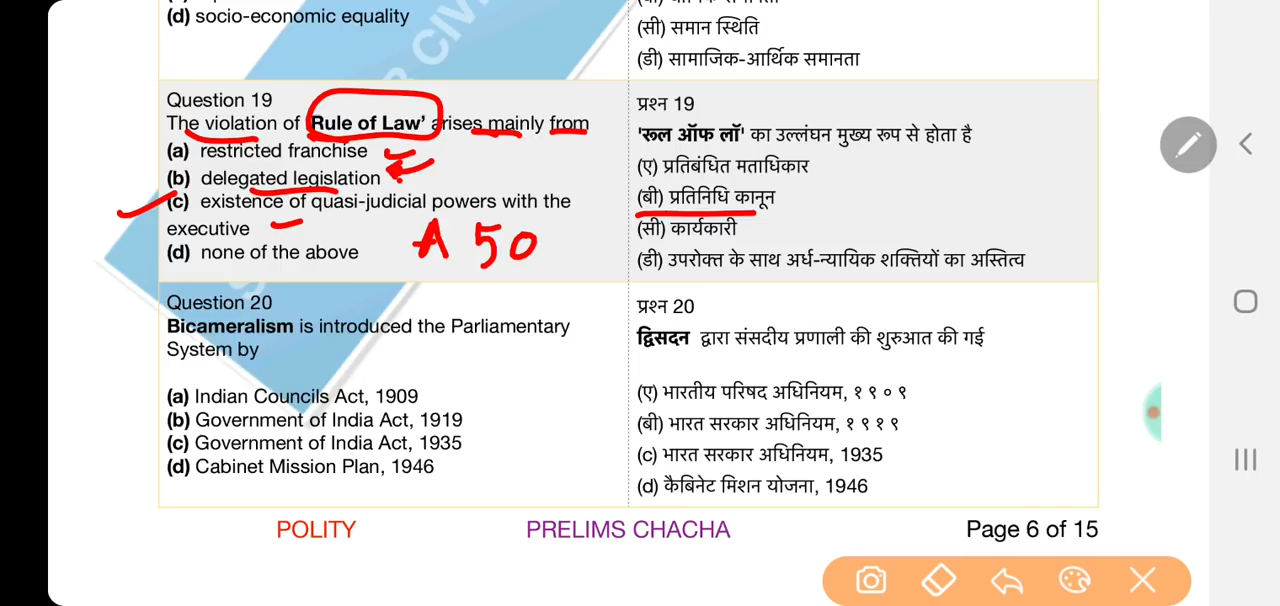 (d) socio-economic equality
(सी) समान स्थिति
(डी) सामाजिक-आर्थिक समानता
Question 19
The violation of 'Rule of Law' arises mainly from
(a) restricted franchise
(b) delegated legislation
(c) existence of quasi-judicial powers with the
executive
(d) none of the above
A 50
प्रश्न 19
'रूल ऑफ लॉ' का उल्लंघन मुख्य रूप से होता है
(ए) प्रतिबंधित मताधिकार
(बी) प्रतिनिधि कानून
(सी) कार्यकारी
(डी) उपरोक्त के साथ अर्ध-न्यायिक शक्तियों का अस्तित्व
Question 20
Bicameralism is introduced the Parliamentary
System by
(a) Indian Councils Act, 1909
(b) Government of India Act, 1919
(c) Government of India Act, 1935
(d) Cabinet Mission Plan, 1946
प्रश्न 20
द्विसदन द्वारा संसदीय प्रणाली की शुरुआत की गई
(ए) भारतीय परिषद अधिनियम, १९०९
(बी) भारत सरकार अधिनियम, १९१९
(c) भारत सरकार अधिनियम, 1935
(d) कैबिनेट मिशन योजना, 1946
POLITY PRELIMS CHACHA Page 6 of 15